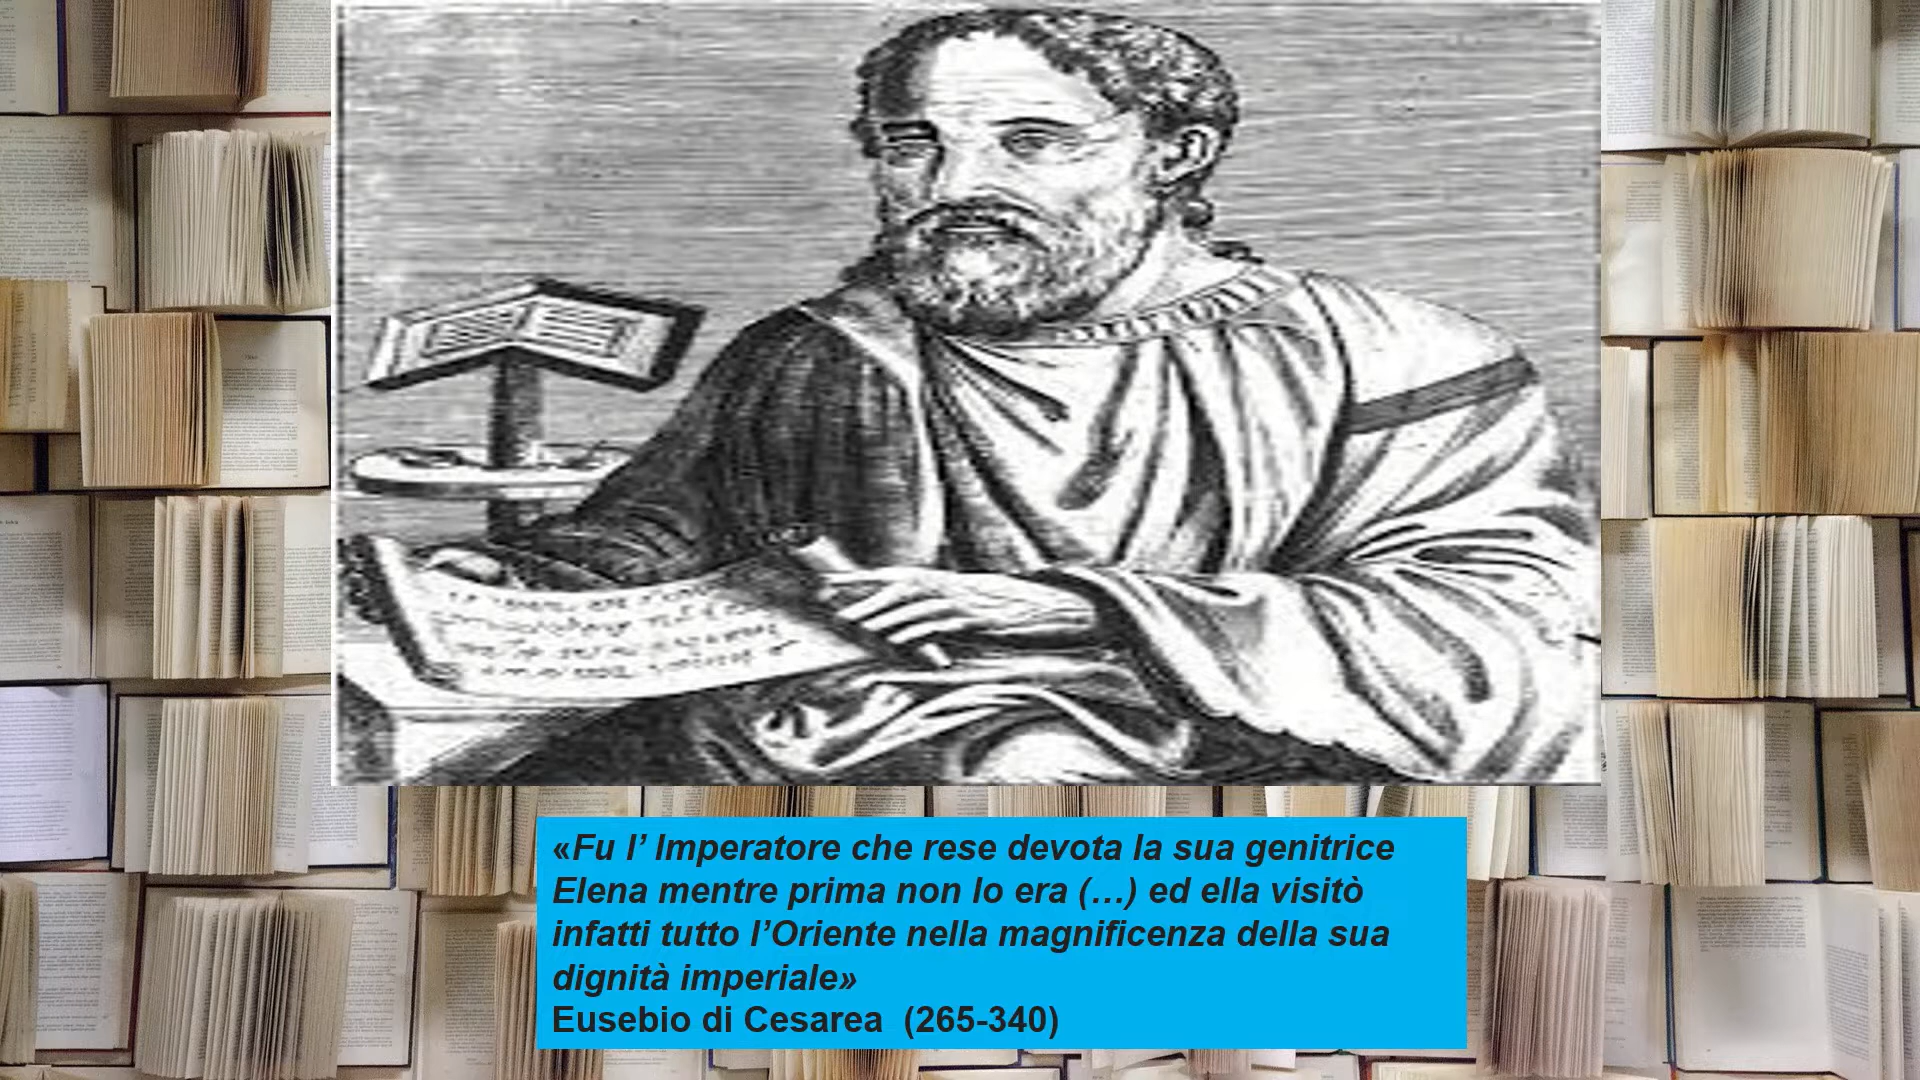 «Fu l’ Imperatore che rese devota la sua genitrice
Elena mentre prima non lo era (…) ed ella visitò
infatti tutto l’Oriente nella magnificenza della sua
dignità imperiale»
Eusebio di Cesarea (265-340)